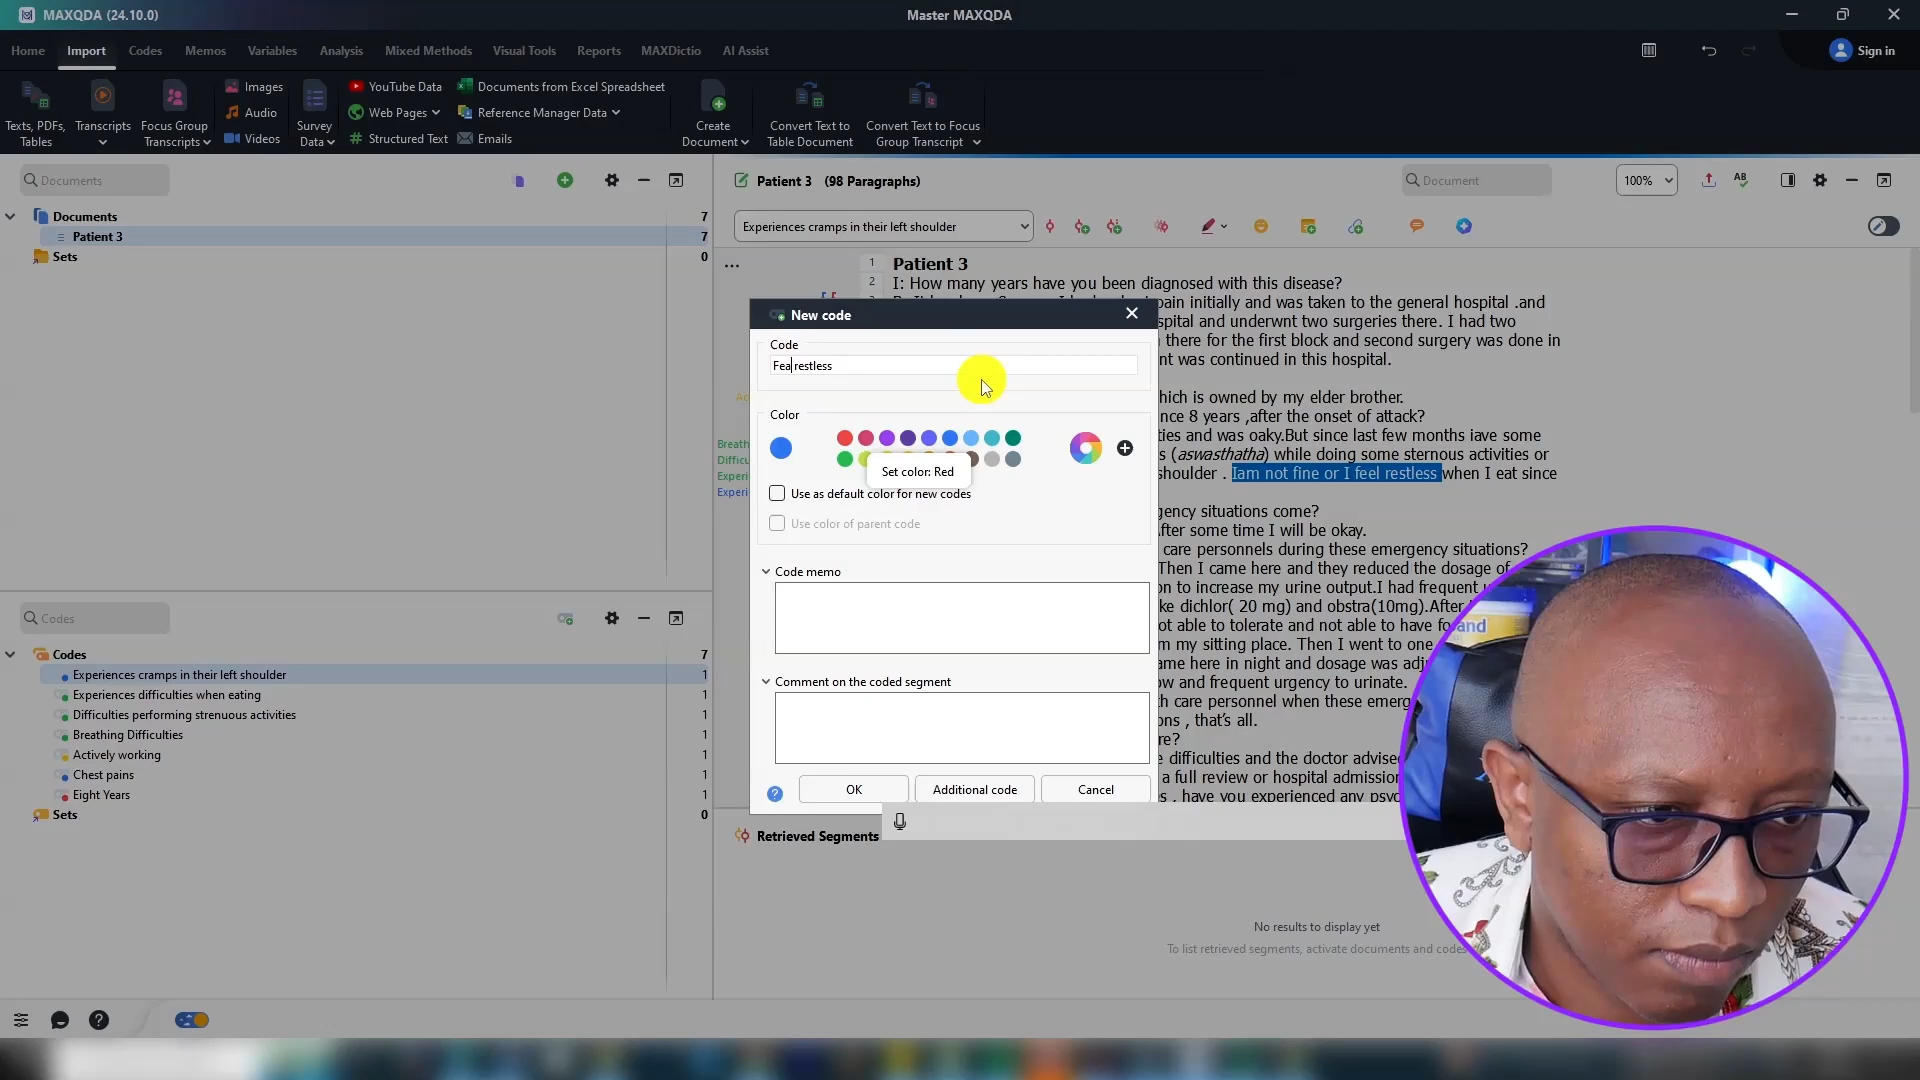 MAXQDA (24.10.0)
Master MAXQDA
Home Import Codes Memos Variables Analysis Mixed Methods Visual Tools Reports MAXDictio AI Assist
Sign in
Texts, PDFs, Tables
Transcripts
Focus Group Transcripts
Images
Audio
Videos
Survey Data
YouTube Data
Web Pages
Structured Text
Documents from Excel Spreadsheet
Reference Manager Data
Emails
Create Document
Convert Text to Table Document
Convert Text to Focus Group Transcript
Documents
Documents 7
Patient 3 7
Sets 0
Codes
Codes 7
Experiences cramps in their left shoulder 1
Experiences difficulties when eating 1
Difficulties performing strenuous activities 1
Breathing Difficulties 1
Actively working 1
Chest pains 1
Eight Years 1
Sets 0
Patient 3 (98 Paragraphs)
Document
100%
Experiences cramps in their left shoulder
1 Patient 3
2 I: How many years have you been diagnosed with this disease?
pain initially and was taken to the general hospital .and
spital and underwnt two surgeries there. I had two
there for the first block and second surgery was done in
nt was continued in this hospital.
hich is owned by my elder brother.
nce 8 years ,after the onset of attack?
ties and was oaky.But since last few months iave some
s (aswasthatha) while doing some sternous activities or
shoulder . Iam not fine or I feel restless when I eat since
gency situations come?
fter some time I will be okay.
care personnels during these emergency situations?
Then I came here and they reduced the dosage of
on to increase my urine output.I had frequent
ke dichlor( 20 mg) and obstra(10mg).After
ot able to tolerate and not able to have food and
m my sitting place. Then I went to one
ame here in night and dosage was
ow and frequent urgency to urinate.
th care personnel when these
ons , that's all.
re?
difficulties and the doctor advised
a full review or hospital admission
s , have you experienced any
Breath
Difficu
Experi
Experi
New code
Code
Fea restless
Color
Set color: Red
Use as default color for new codes
Use color of parent code
Code memo
Comment on the coded segment
OK
Additional code
Cancel
Retrieved Segments
No results to display yet
To list retrieved segments, activate documents and codes